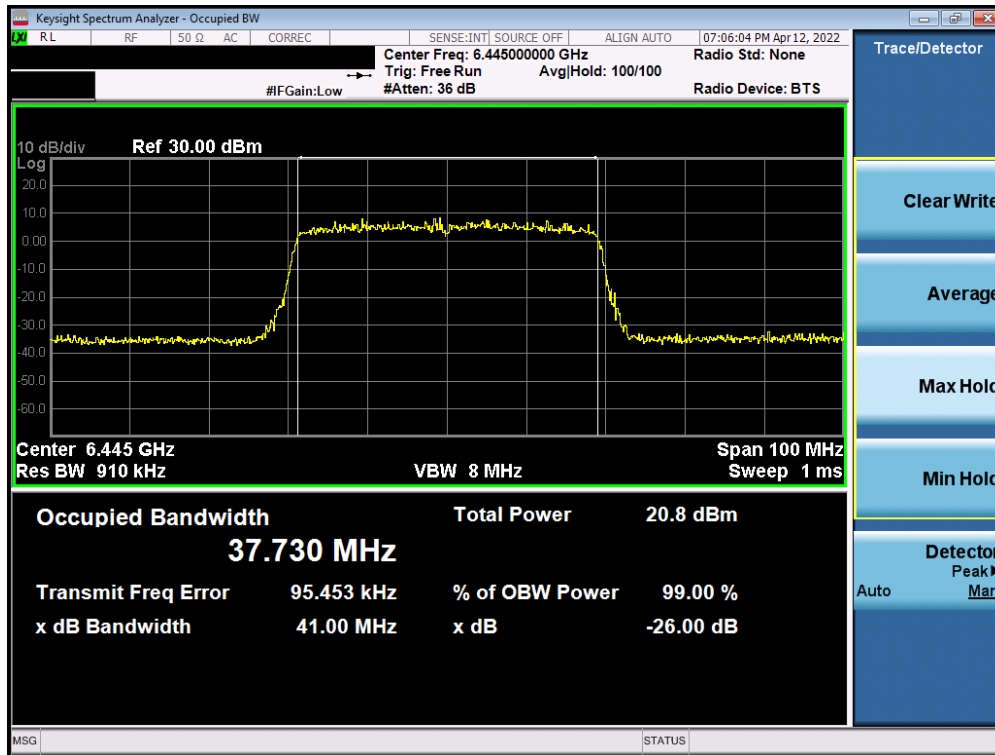 Keysight Spectrum Analyzer - Occupied BW
LXI RL RF 50 Ω AC CORREC SENSE:INT SOURCE OFF ALIGN AUTO 07:06:04 PM Apr 12, 2022
Center Freq: 6.445000000 GHz Radio Std: None
Trig: Free Run Avg|Hold: 100/100
#IFGain:Low #Atten: 36 dB Radio Device: BTS
10 dB/div Ref 30.00 dBm
Log
20.0
10.0
0.00
-10.0
-20.0
-30.0
-40.0
-50.0
-60.0
Center 6.445 GHz Span 100 MHz
Res BW 910 kHz VBW 8 MHz Sweep 1 ms
Occupied Bandwidth Total Power 20.8 dBm
37.730 MHz
Transmit Freq Error 95.453 kHz % of OBW Power 99.00 %
x dB Bandwidth 41.00 MHz x dB -26.00 dB
MSG STATUS
Trace/Detector
Clear Write
Average
Max Hold
Min Hold
Detector
Peak
Auto Man